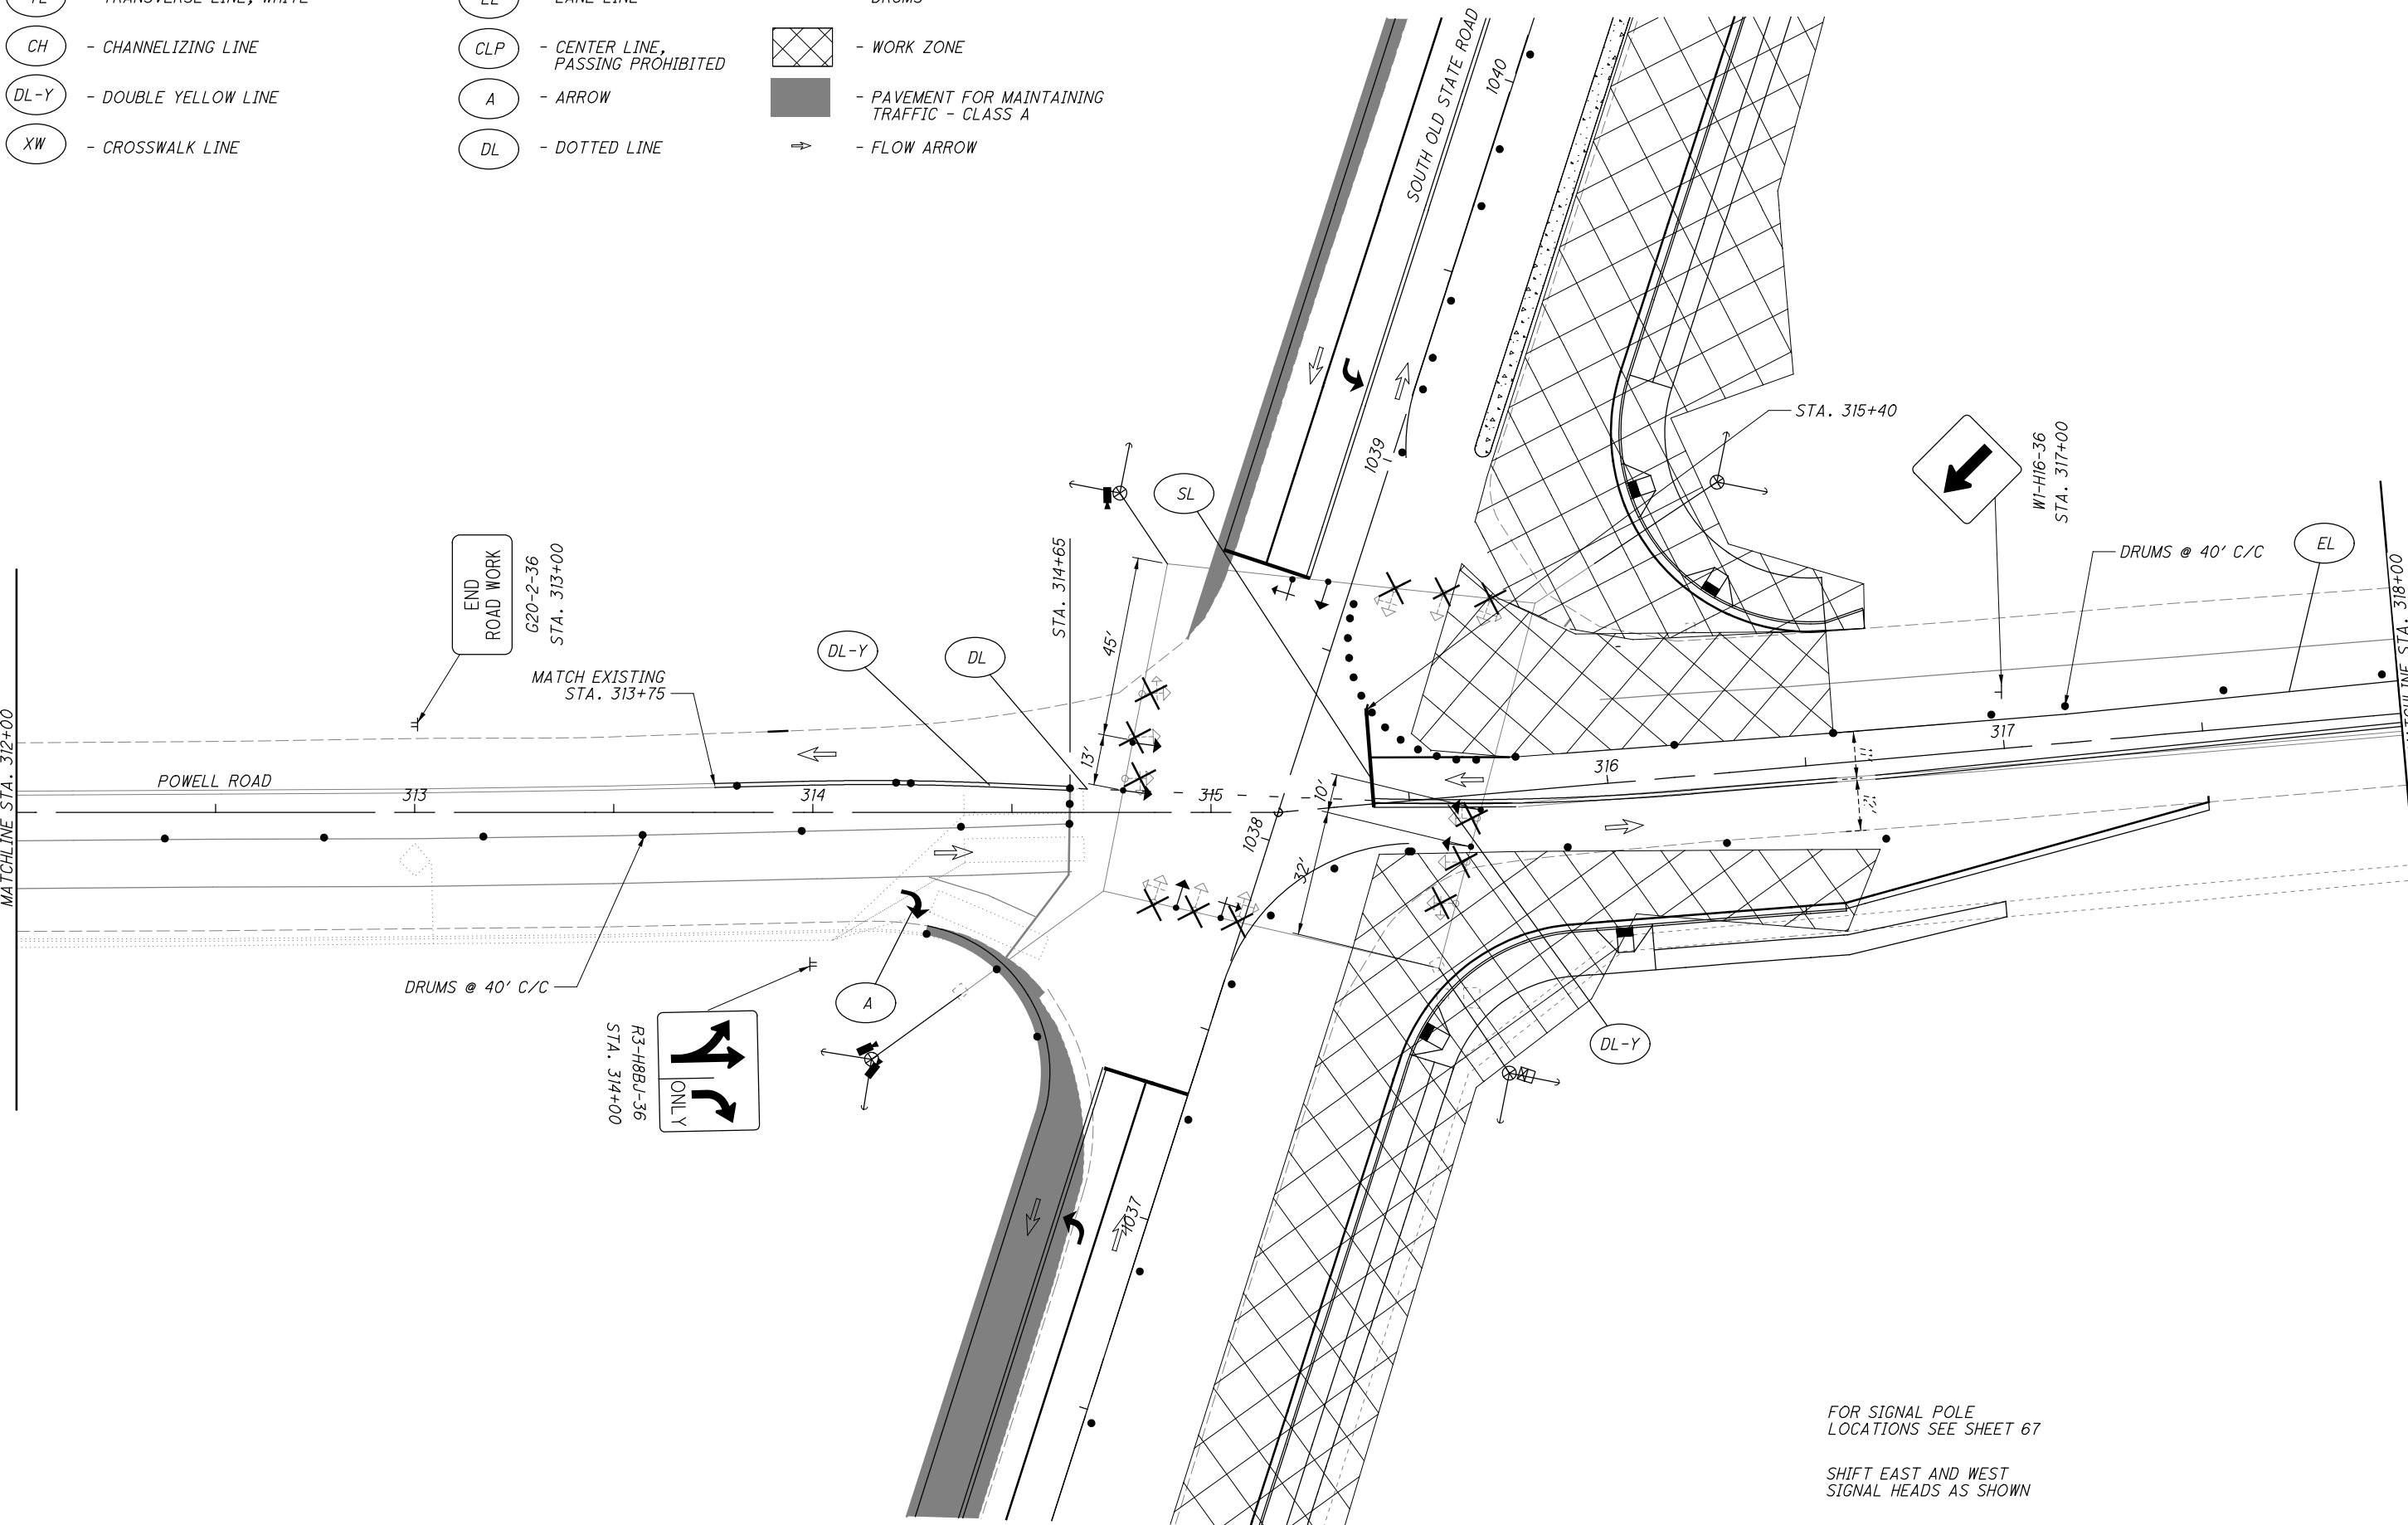 CH - CHANNELIZING LINE
DL-Y - DOUBLE YELLOW LINE
XW - CROSSWALK LINE
CLP - CENTER LINE,
PASSING PROHIBITED
A - ARROW
DL - DOTTED LINE
- WORK ZONE
- PAVEMENT FOR MAINTAINING
TRAFFIC - CLASS A
- FLOW ARROW
SOUTH OLD STATE ROAD
1040
1039
1038
1037
STA. 315+40
W1-H16-36
STA. 317+00
DRUMS @ 40' C/C
EL
MATCHLINE STA. 318+00
SL
STA. 314+65
END
ROAD WORK
G20-2-36
STA. 313+00
MATCH EXISTING
STA. 313+75
DL-Y
DL
45'
13'
POWELL ROAD
313
314
315
316
317
10'
32'
11'
MATCHLINE STA. 312+00
DRUMS @ 40' C/C
A
ONLY
R3-H8BJ-36
STA. 314+00
DL-Y
FOR SIGNAL POLE
LOCATIONS SEE SHEET 67
SHIFT EAST AND WEST
SIGNAL HEADS AS SHOWN